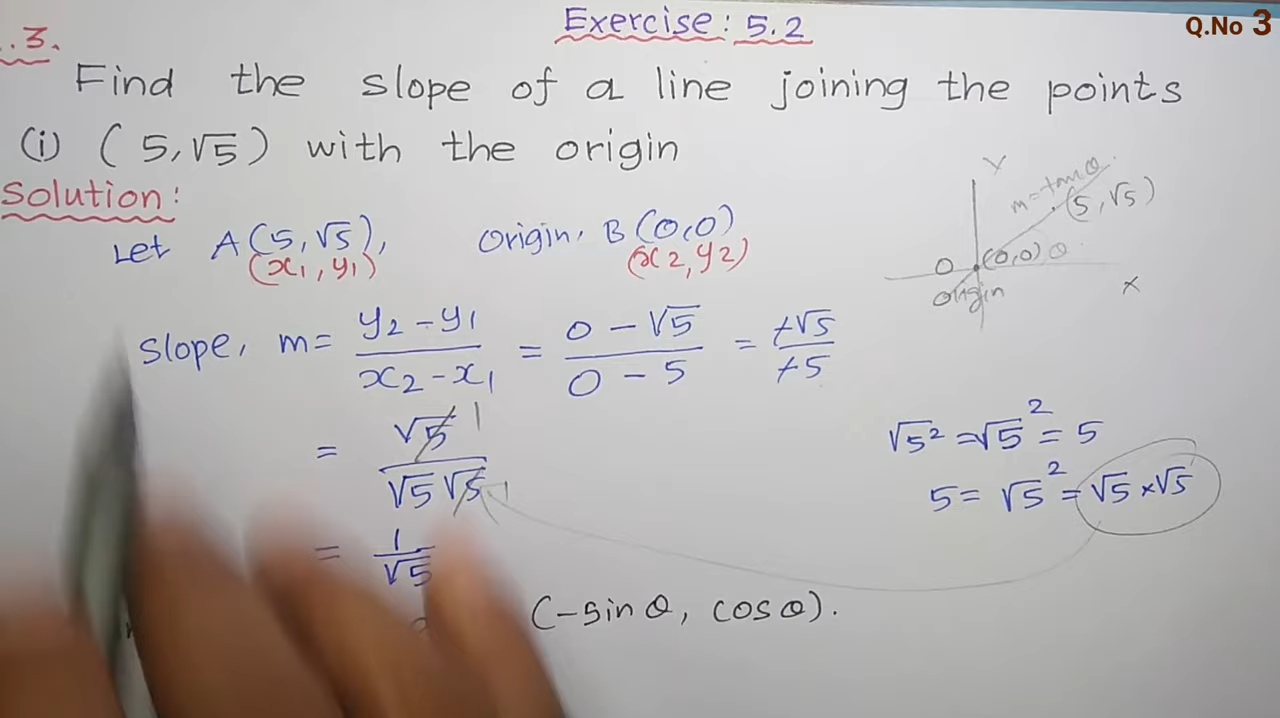 Exercise: 5.2
Q.No 3
.3.
Find the slope of a line joining the points
(i) (5,√5) with the origin
Solution:
Let A(5,√5), Origin, B(0,0)
(x1, y1) (x2, y2)
Slope, m= y2-y1 / x2-x1 = 0-√5 / 0-5 = +√5 / +5
= √5 1 / √5 √5 1
= 1 / √5
(-sin θ, cos θ).
Y
m=tan θ
(5,√5)
O (0,0) θ
origin
X
√5² = √5² = 5
5 = √5² = √5 × √5